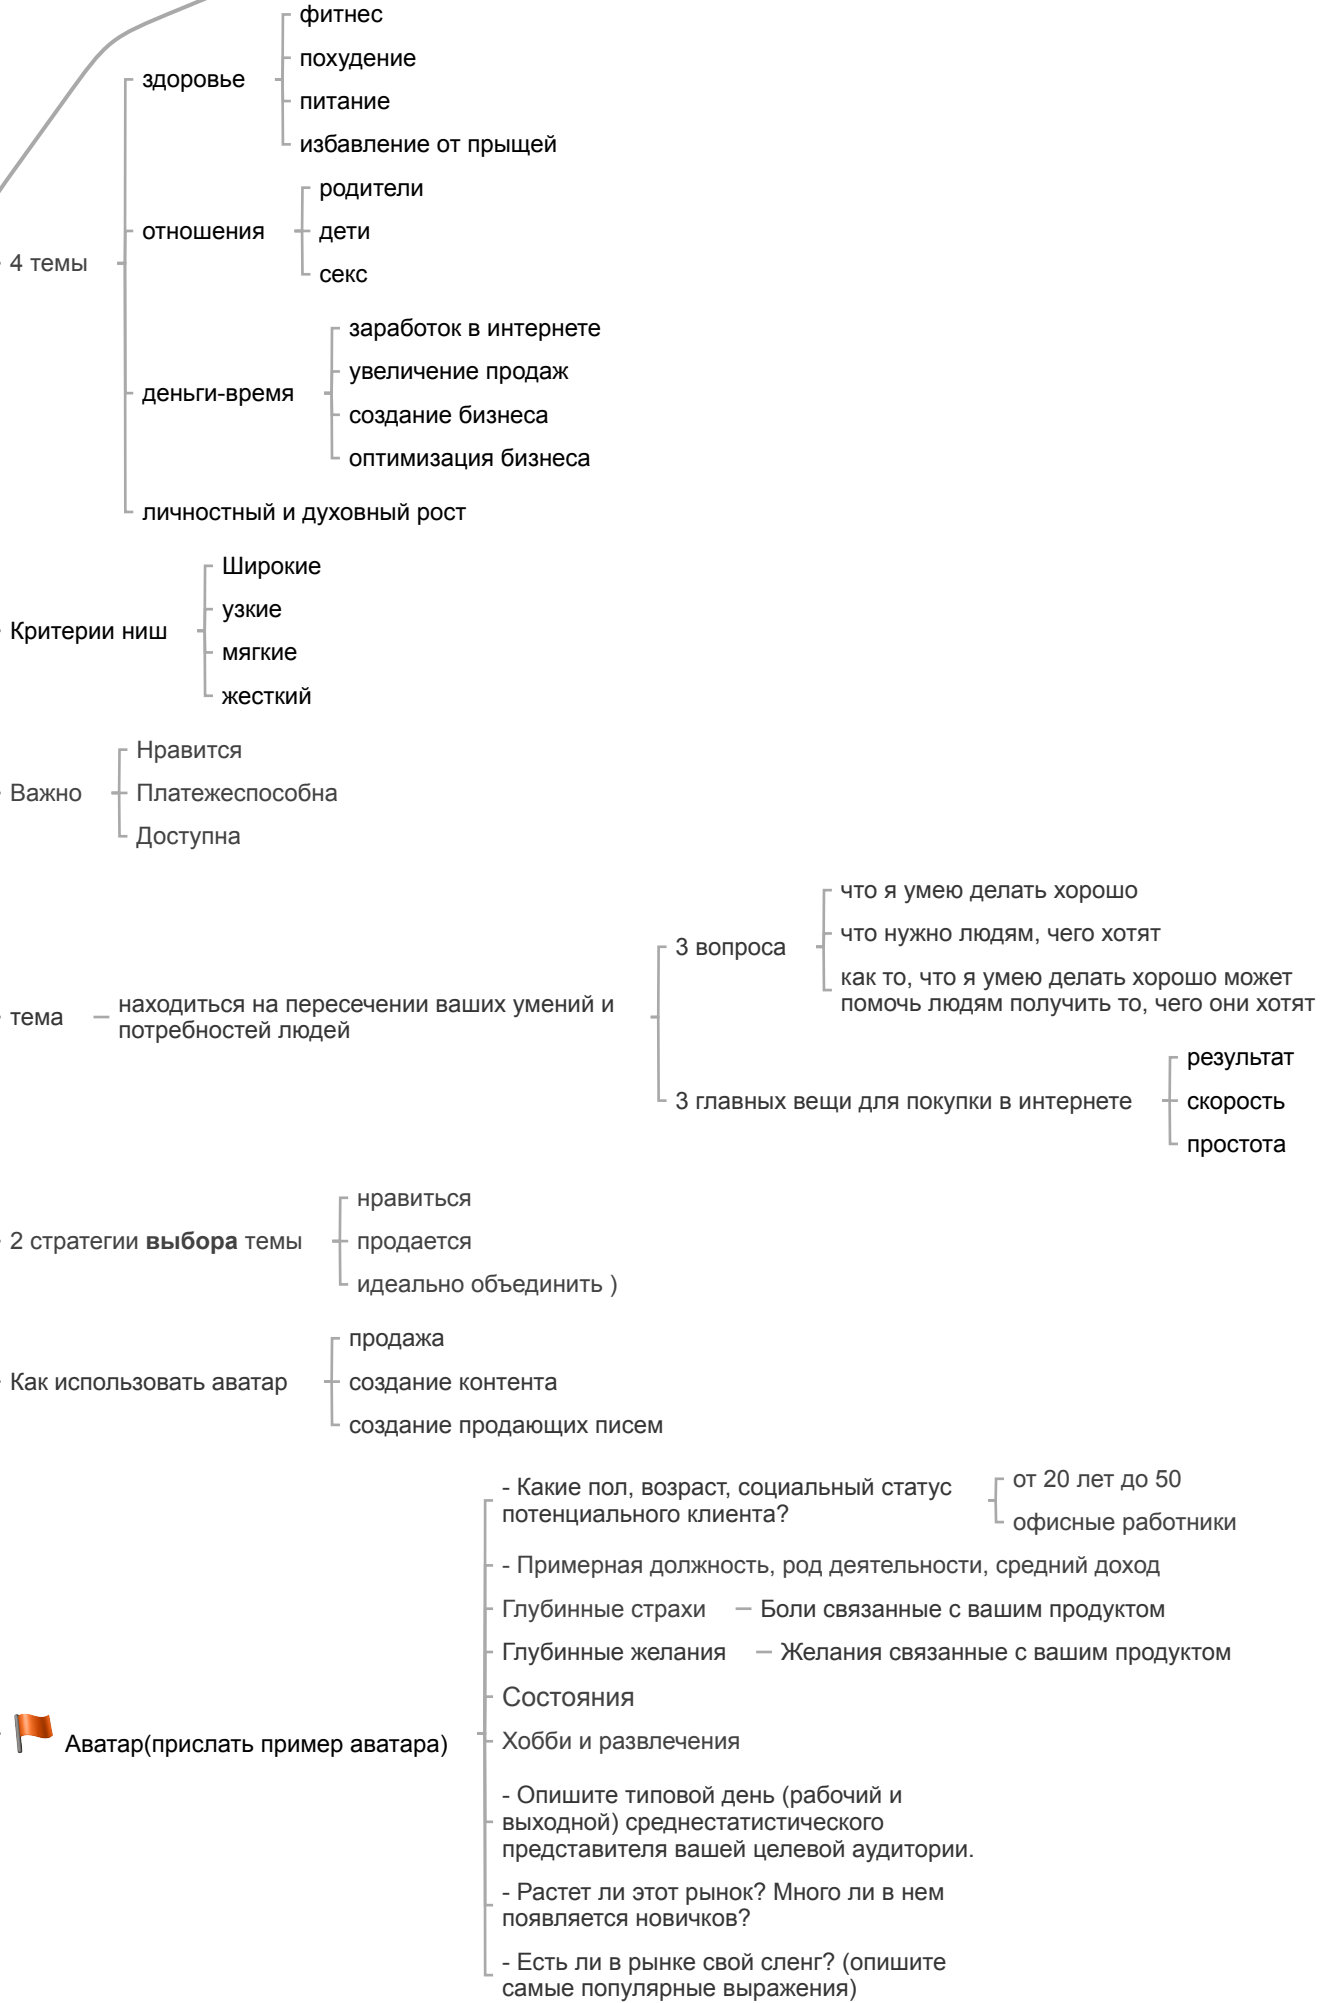 фитнес
похудение
здоровье
питание
избавление от прыщей
родители
отношения
дети
секс
4 темы
заработок в интернете
увеличение продаж
деньги-время
создание бизнеса
оптимизация бизнеса
личностный и духовный рост
Широкие
узкие
Критерии ниш
мягкие
жесткий
Нравится
Важно
Платежеспособна
Доступна
что я умею делать хорошо
3 вопроса
что нужно людям, чего хотят
как то, что я умею делать хорошо может
помочь людям получить то, чего они хотят
тема
находиться на пересечении ваших умений и
потребностей людей
результат
3 главных вещи для покупки в интернете
скорость
простота
нравиться
2 стратегии выбора темы
продается
идеально объединить )
продажа
Как использовать аватар
создание контента
создание продающих писем
- Какие пол, возраст, социальный статус
потенциального клиента?
от 20 лет до 50
офисные работники
- Примерная должность, род деятельности, средний доход
Глубинные страхи
Боли связанные с вашим продуктом
Глубинные желания
Желания связанные с вашим продуктом
Состояния
Аватар(прислать пример аватара)
Хобби и развлечения
- Опишите типовой день (рабочий и
выходной) среднестатистического
представителя вашей целевой аудитории.
- Растет ли этот рынок? Много ли в нем
появляется новичков?
- Есть ли в рынке свой сленг? (опишите
самые популярные выражения)